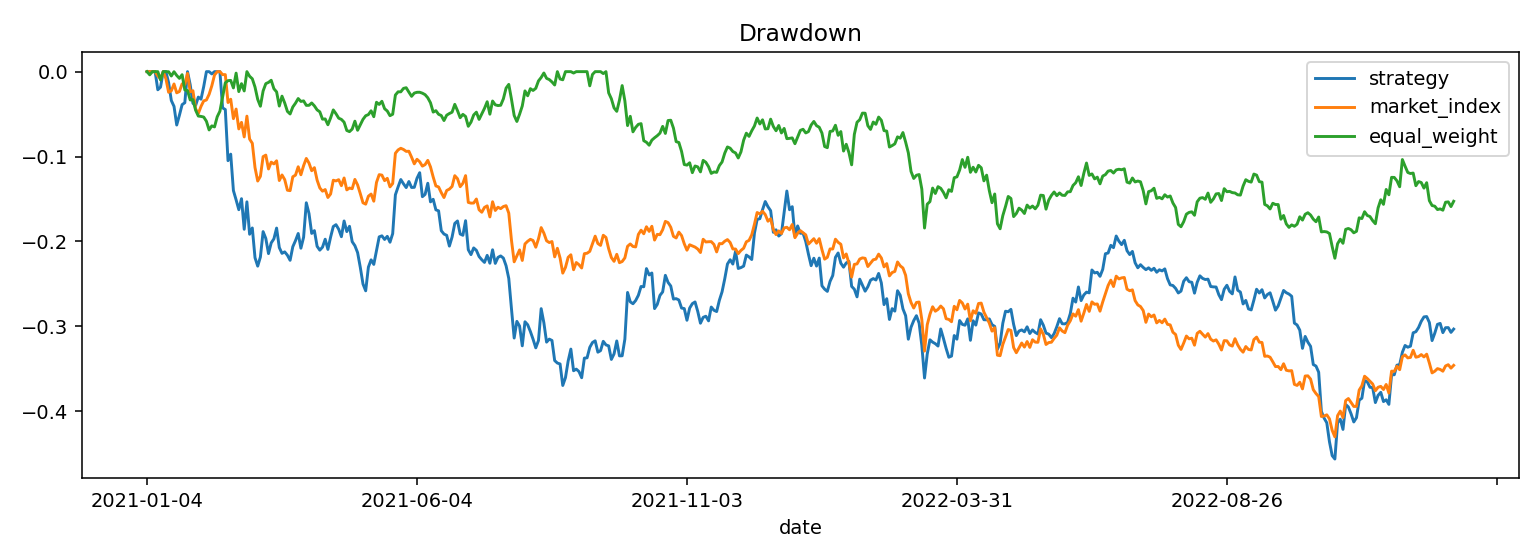 Drawdown
strategy
market_index
equal_weight
0.0
−0.1
−0.2
−0.3
−0.4
2021-01-04
2021-06-04
2021-11-03
2022-03-31
2022-08-26
date